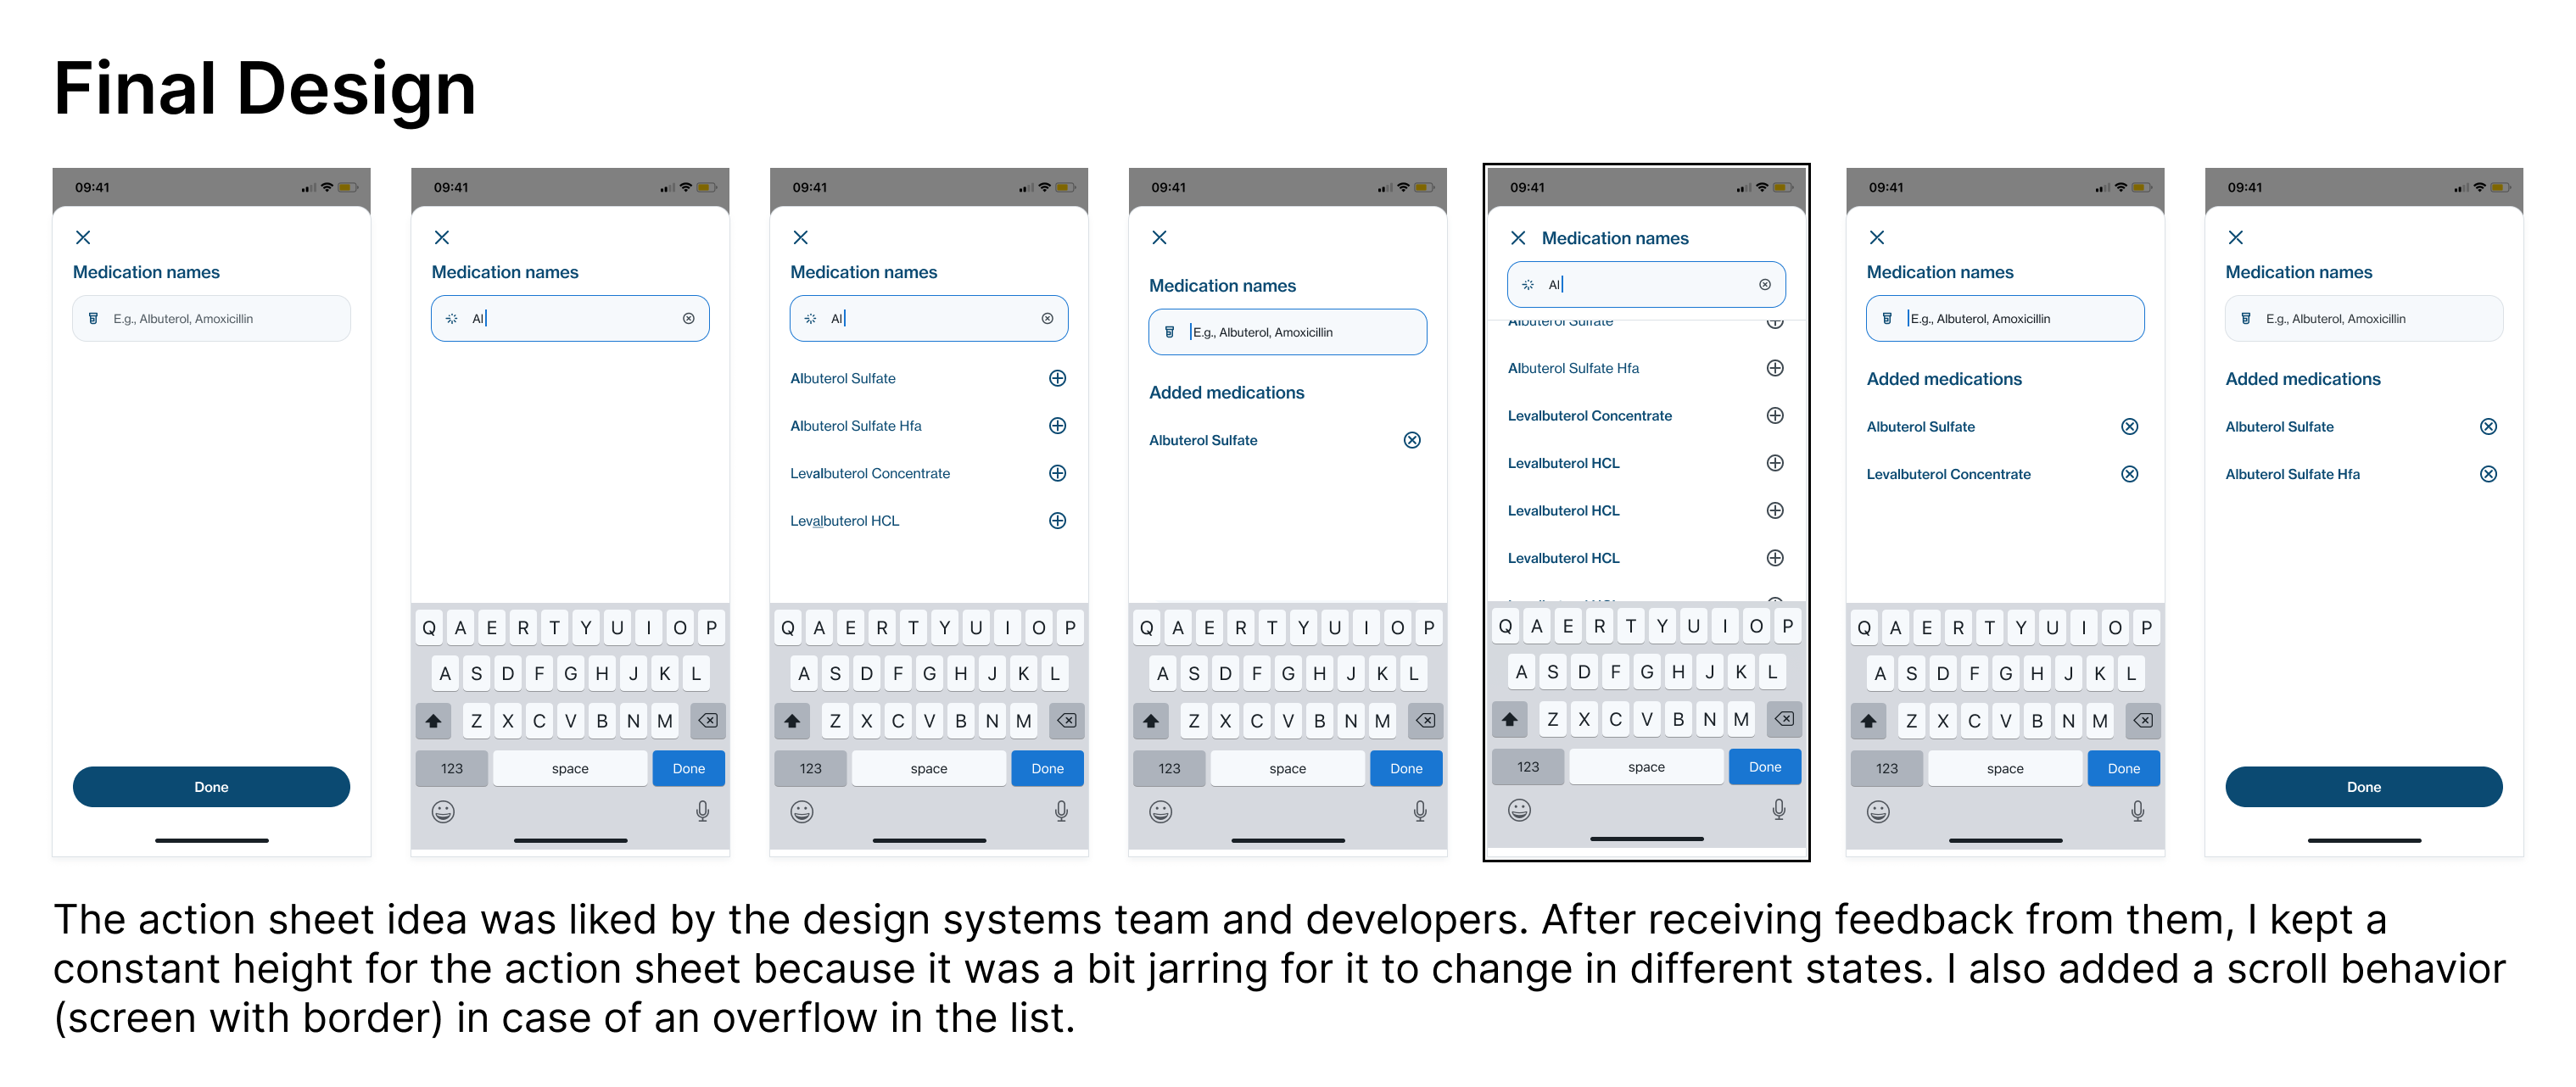 Final Design
09:41
Medication names
E.g., Albuterol, Amoxicillin
Done
09:41
Medication names
Al
Q A E R T Y U I O P
A S D F G H J K L
Z X C V B N M
123 space Done
09:41
Medication names
Al
Albuterol Sulfate
Albuterol Sulfate Hfa
Levalbuterol Concentrate
Levalbuterol HCL
Q A E R T Y U I O P
A S D F G H J K L
Z X C V B N M
123 space Done
09:41
Medication names
E.g., Albuterol, Amoxicillin
Added medications
Albuterol Sulfate
Q A E R T Y U I O P
A S D F G H J K L
Z X C V B N M
123 space Done
09:41
Medication names
Al
Albuterol Sulfate
Albuterol Sulfate Hfa
Levalbuterol Concentrate
Levalbuterol HCL
Levalbuterol HCL
Levalbuterol HCL
Q A E R T Y U I O P
A S D F G H J K L
Z X C V B N M
123 space Done
09:41
Medication names
E.g., Albuterol, Amoxicillin
Added medications
Albuterol Sulfate
Levalbuterol Concentrate
Q A E R T Y U I O P
A S D F G H J K L
Z X C V B N M
123 space Done
09:41
Medication names
E.g., Albuterol, Amoxicillin
Added medications
Albuterol Sulfate
Albuterol Sulfate Hfa
Done
The action sheet idea was liked by the design systems team and developers. After receiving feedback from them, I kept a
constant height for the action sheet because it was a bit jarring for it to change in different states. I also added a scroll behavior
(screen with border) in case of an overflow in the list.